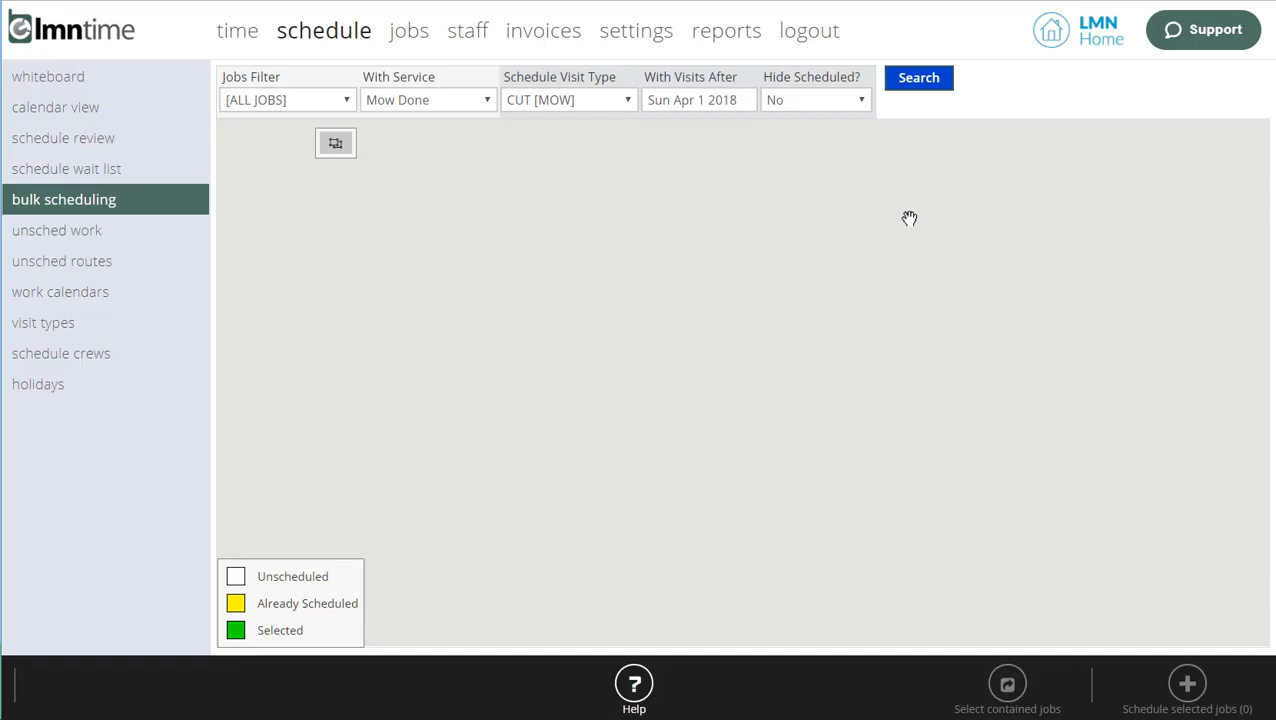 lmntime
time schedule jobs staff invoices settings reports logout
LMN Home
Support
whiteboard
calendar view
schedule review
schedule wait list
bulk scheduling
unsched work
unsched routes
work calendars
visit types
schedule crews
holidays
Jobs Filter With Service Schedule Visit Type With Visits After Hide Scheduled?
[ALL JOBS] Mow Done CUT [MOW] Sun Apr 1 2018 No
Search
Unscheduled
Already Scheduled
Selected
?
Help
Select contained jobs
Schedule selected jobs (0)